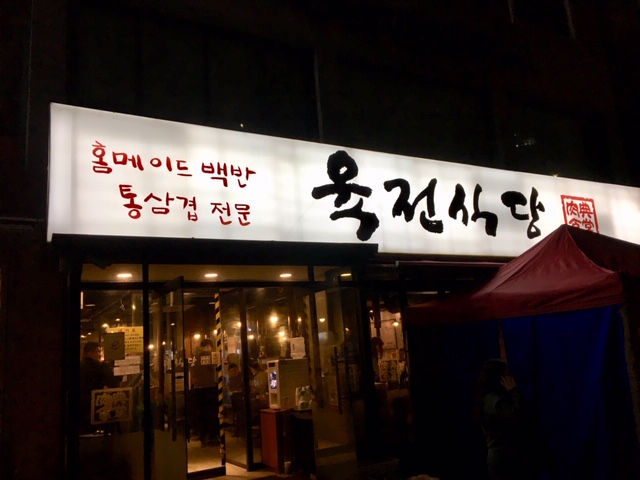 홈메이드 백반
통삼겹 전문
육전식당
肉典食堂